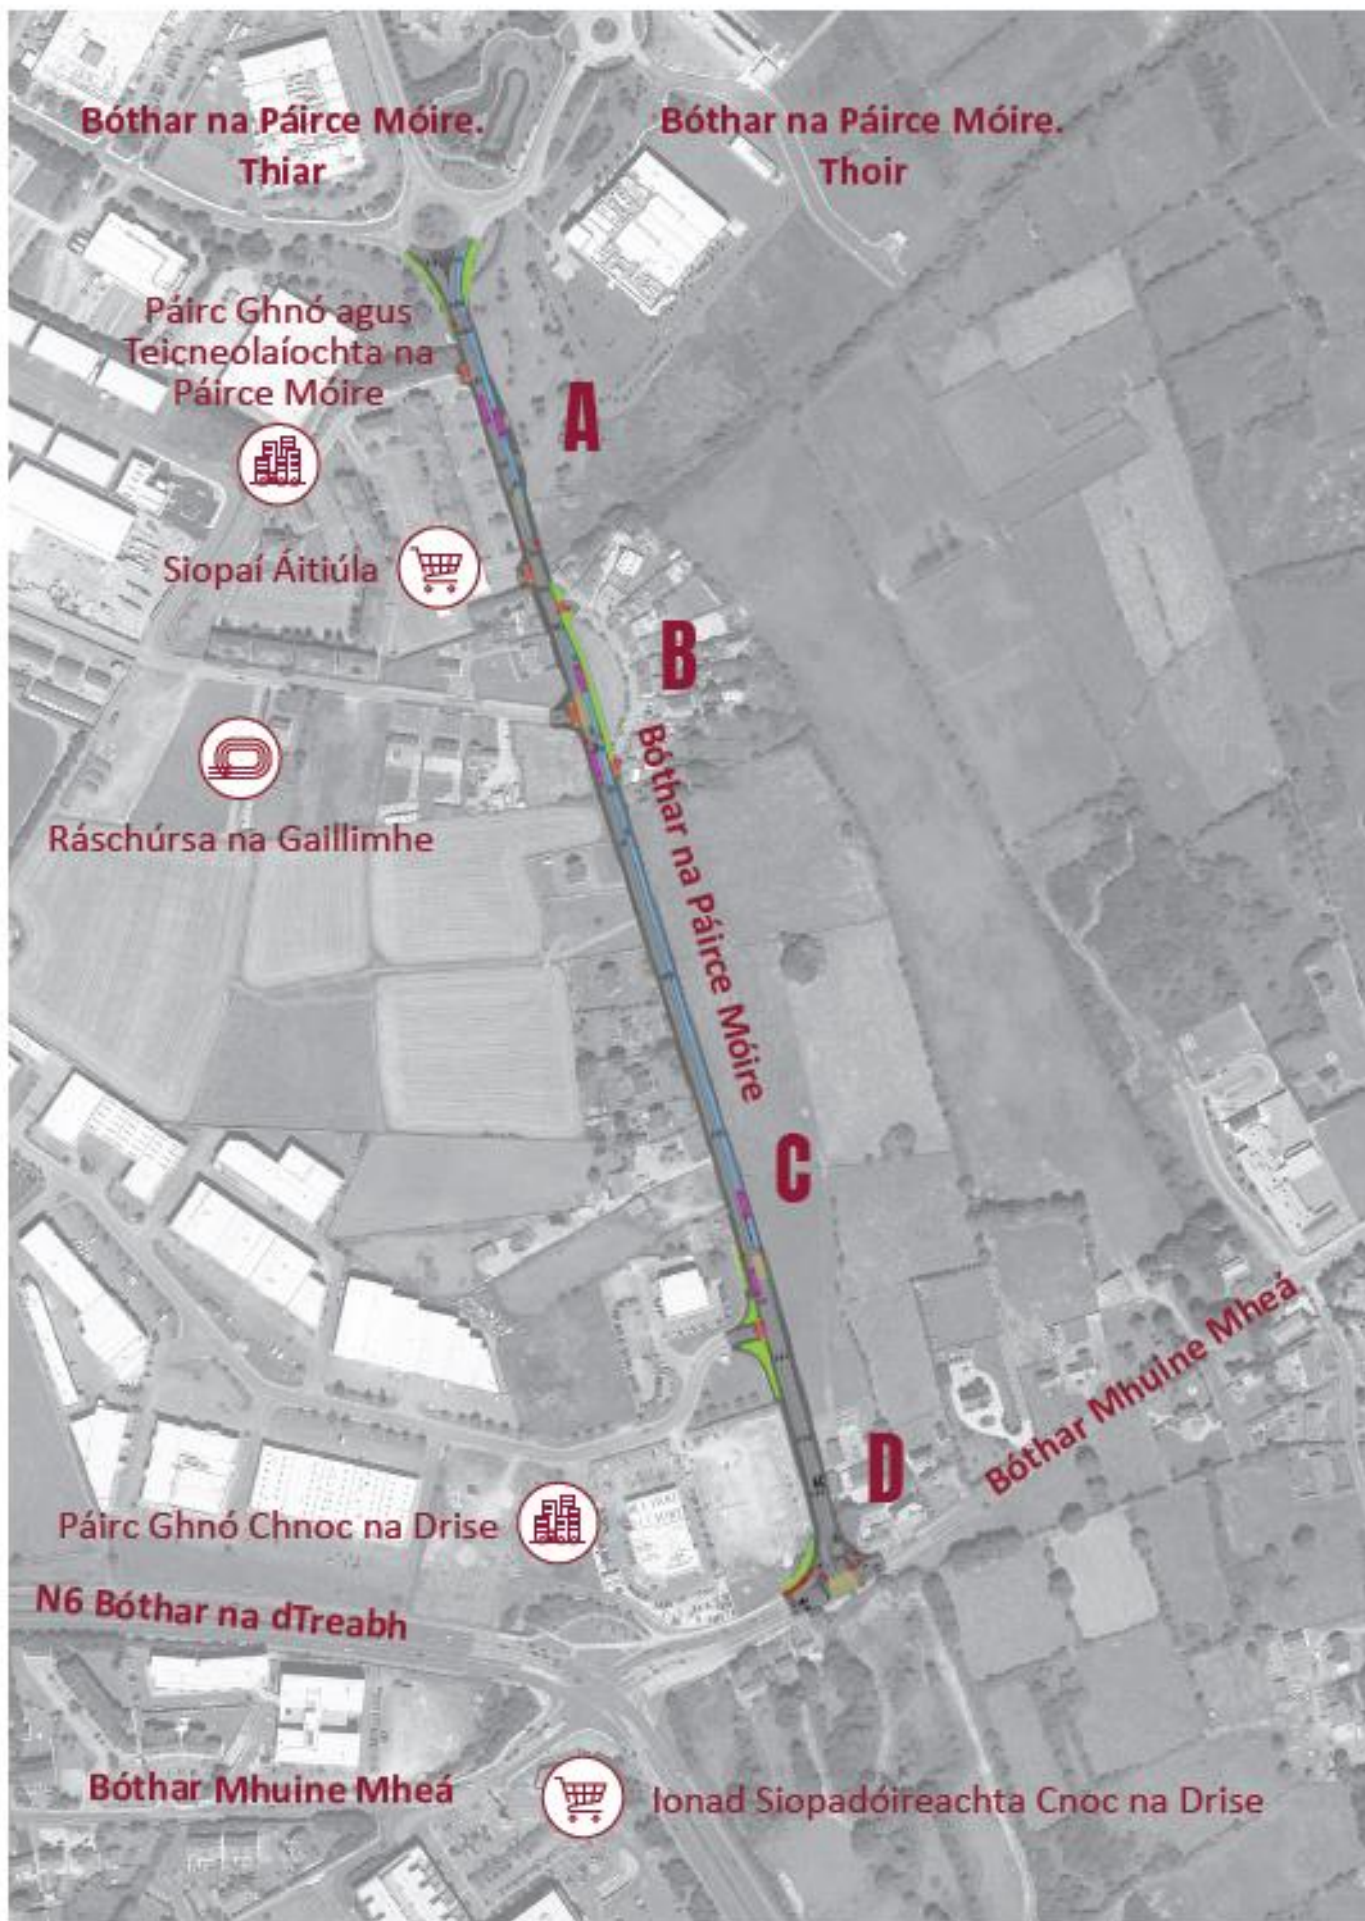 Bóthar na Páirce Móire.
Thiar
Bóthar na Páirce Móire.
Thoir
Páirc Ghnó agus
Teicneolaíochta na
Páirce Móire
A
Siopaí Áitiúla
B
Bóthar na Páirce Móire
Ráschúrsa na Gaillimhe
C
Bóthar Mhuine Mheá
D
Páirc Ghnó Chnoc na Drise
N6 Bóthar na dTreabh
Bóthar Mhuine Mheá
Ionad Siopadóireachta Cnoc na Drise